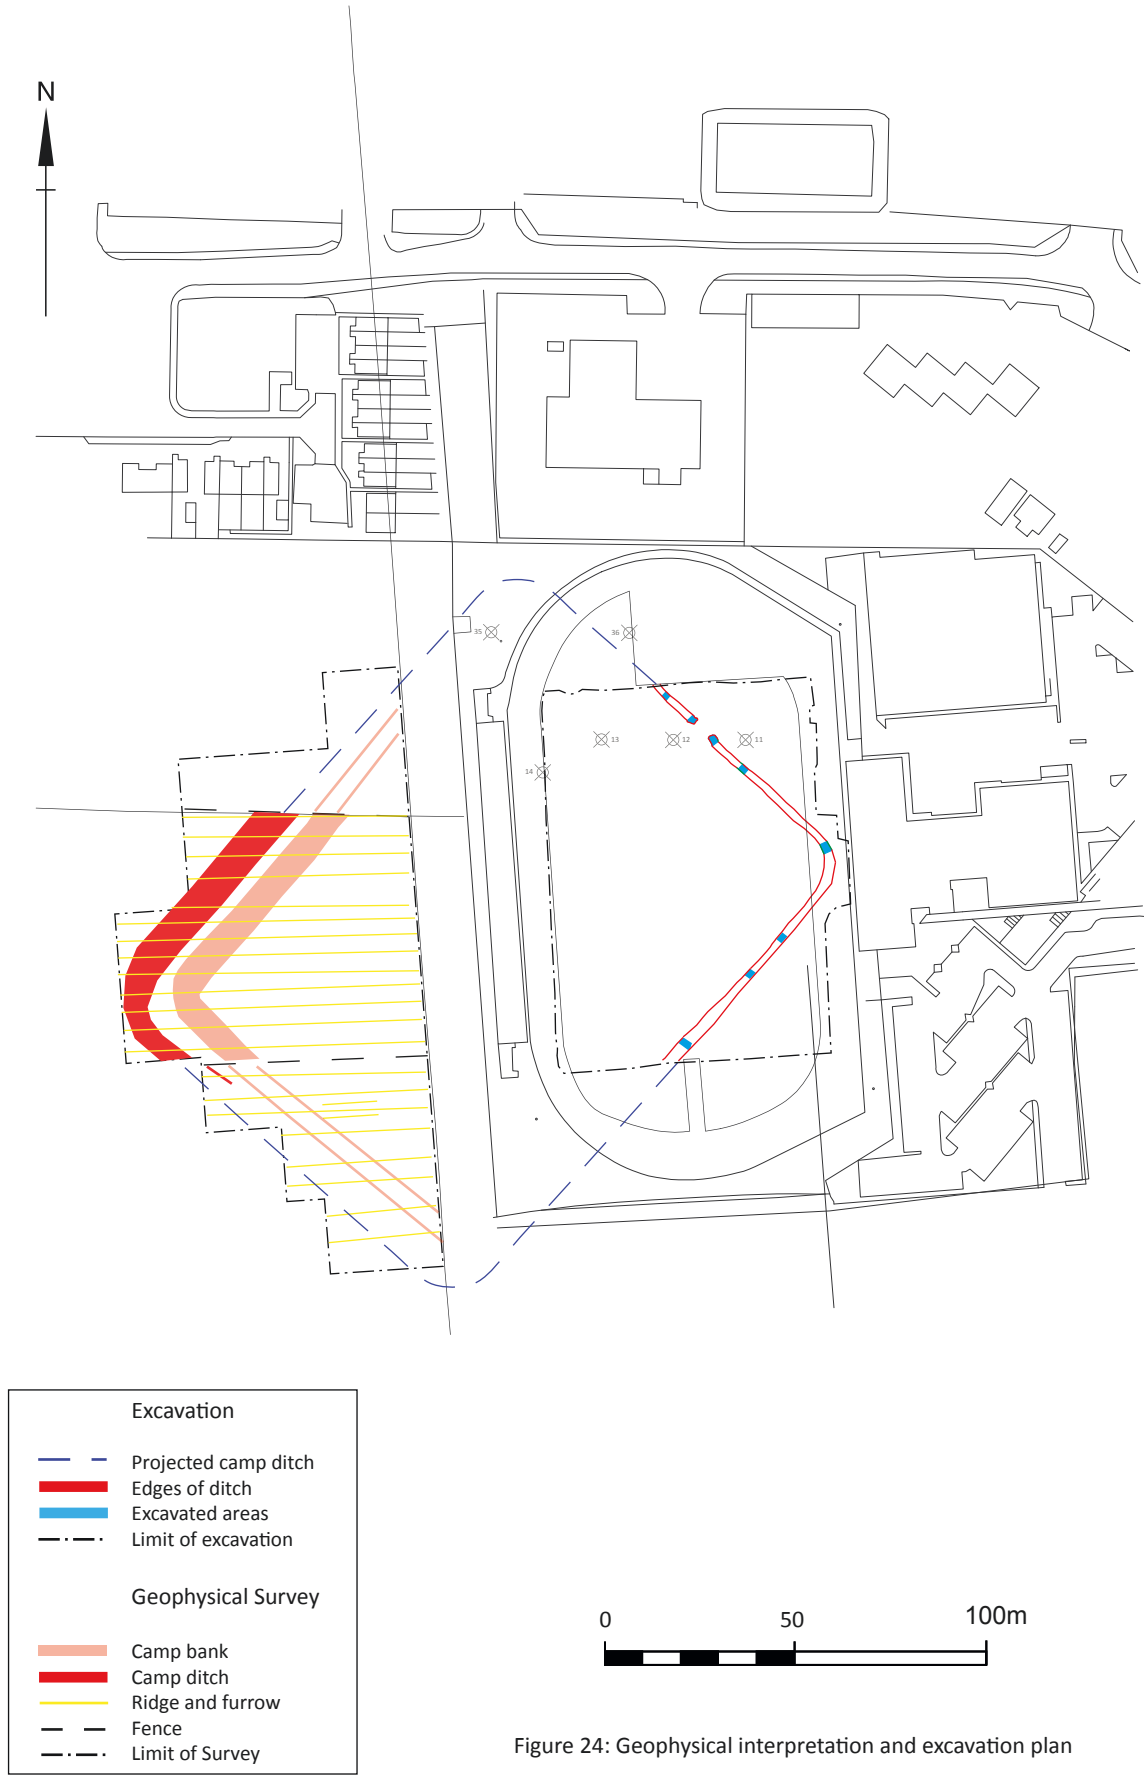 N
35
36
13
12
11
14
Excavation
Projected camp ditch
Edges of ditch
Excavated areas
Limit of excavation
Geophysical Survey
Camp bank
Camp ditch
Ridge and furrow
Fence
Limit of Survey
0 50 100m
Figure 24: Geophysical interpretation and excavation plan